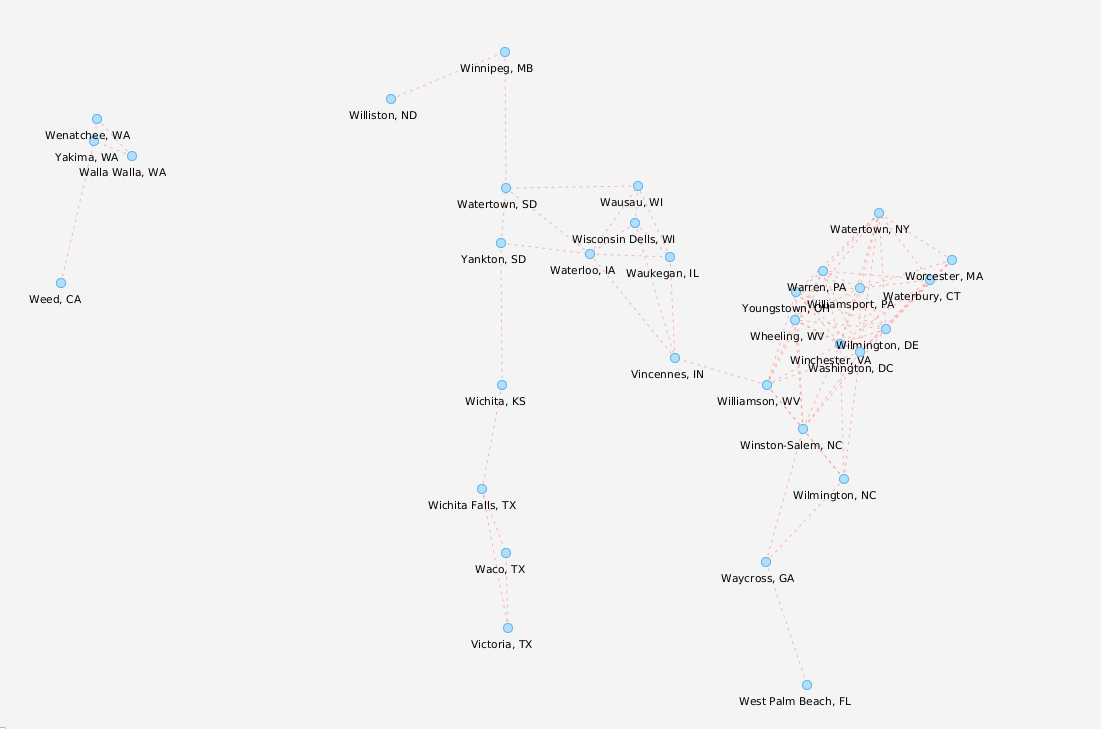 Winnipeg, MB
Williston, ND
Wenatchee, WA
Yakima, WA
Walla Walla, WA
Watertown, SD
Wausau, WI
Watertown, NY
Wisconsin Dells, WI
Yankton, SD
Waterloo, IA
Waukegan, IL
Worcester, MA
Warren, PA
Waterbury, CT
Weed, CA
Williamsport, PA
Youngstown, OH
Wheeling, WV
Wilmington, DE
Winchester, VA
Washington, DC
Vincennes, IN
Wichita, KS
Williamson, WV
Winston-Salem, NC
Wilmington, NC
Wichita Falls, TX
Waco, TX
Waycross, GA
Victoria, TX
West Palm Beach, FL